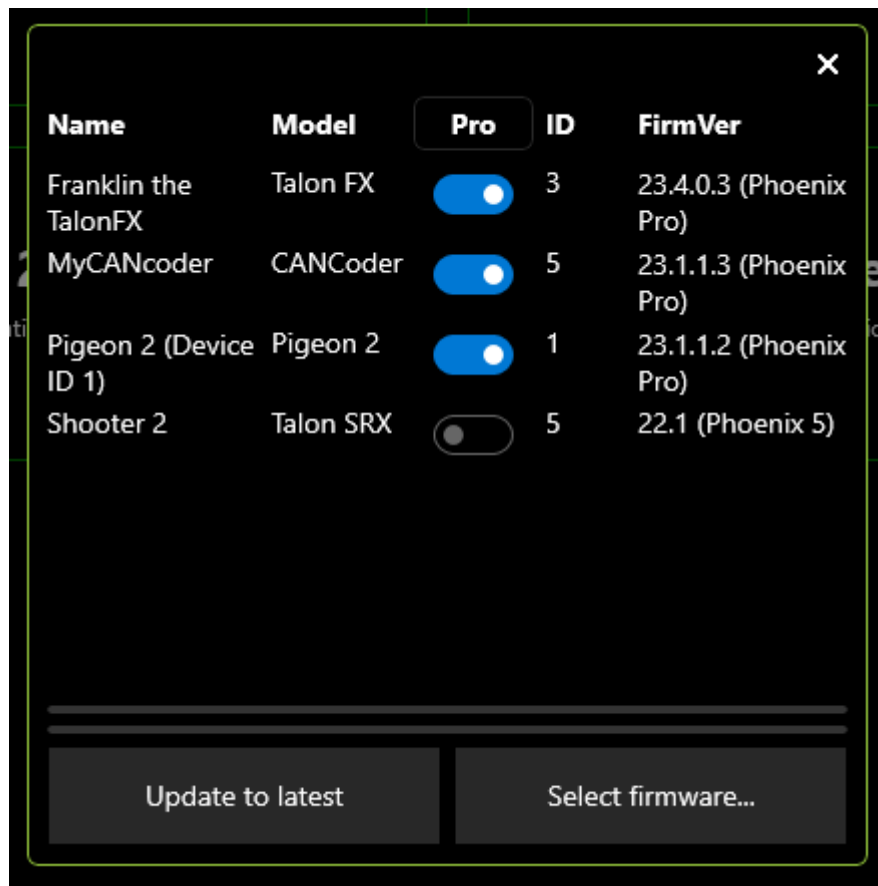 Name Model Pro ID FirmVer
Franklin the Talon FX 3 23.4.0.3 (Phoenix
TalonFX Pro)
MyCANcoder CANCoder 5 23.1.1.3 (Phoenix
Pro)
Pigeon 2 (Device Pigeon 2 1 23.1.1.2 (Phoenix
ID 1) Pro)
Shooter 2 Talon SRX 5 22.1 (Phoenix 5)
Update to latest Select firmware...